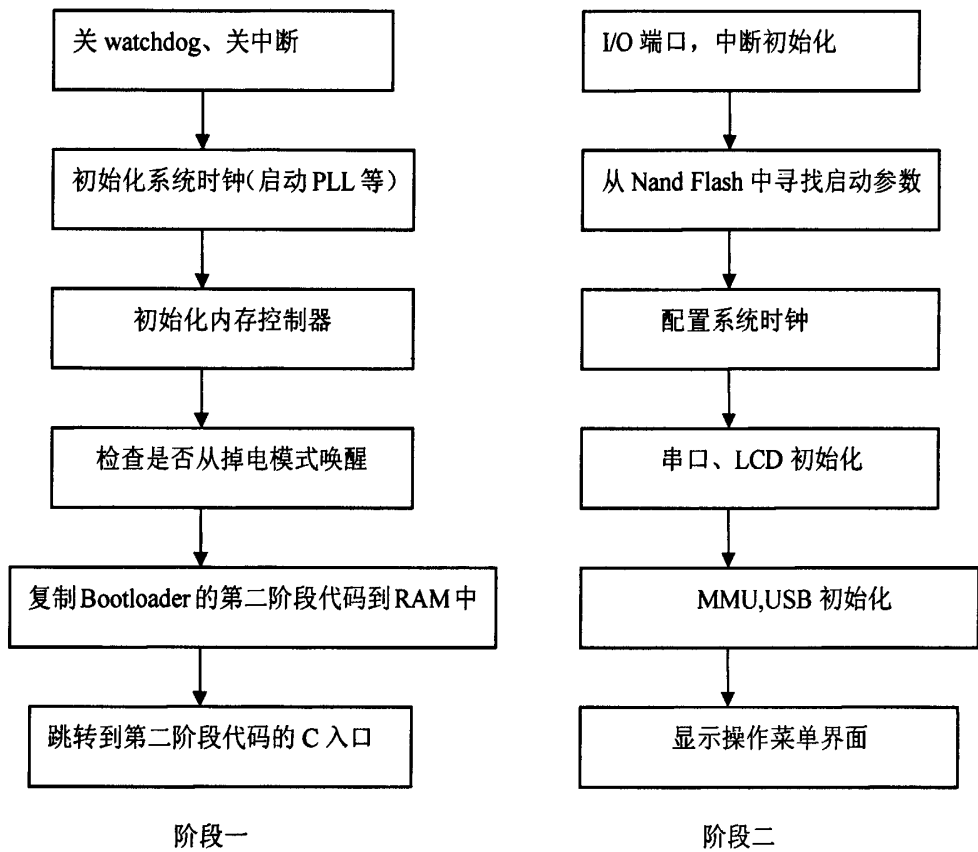 关 watchdog、关中断
初始化系统时钟（启动 PLL 等）
初始化内存控制器
检查是否从掉电模式唤醒
复制 Bootloader 的第二阶段代码到 RAM 中
跳转到第二阶段代码的 C 入口
阶段一
I/O 端口，中断初始化
从 Nand Flash 中寻找启动参数
配置系统时钟
串口、LCD 初始化
MMU,USB 初始化
显示操作菜单界面
阶段二